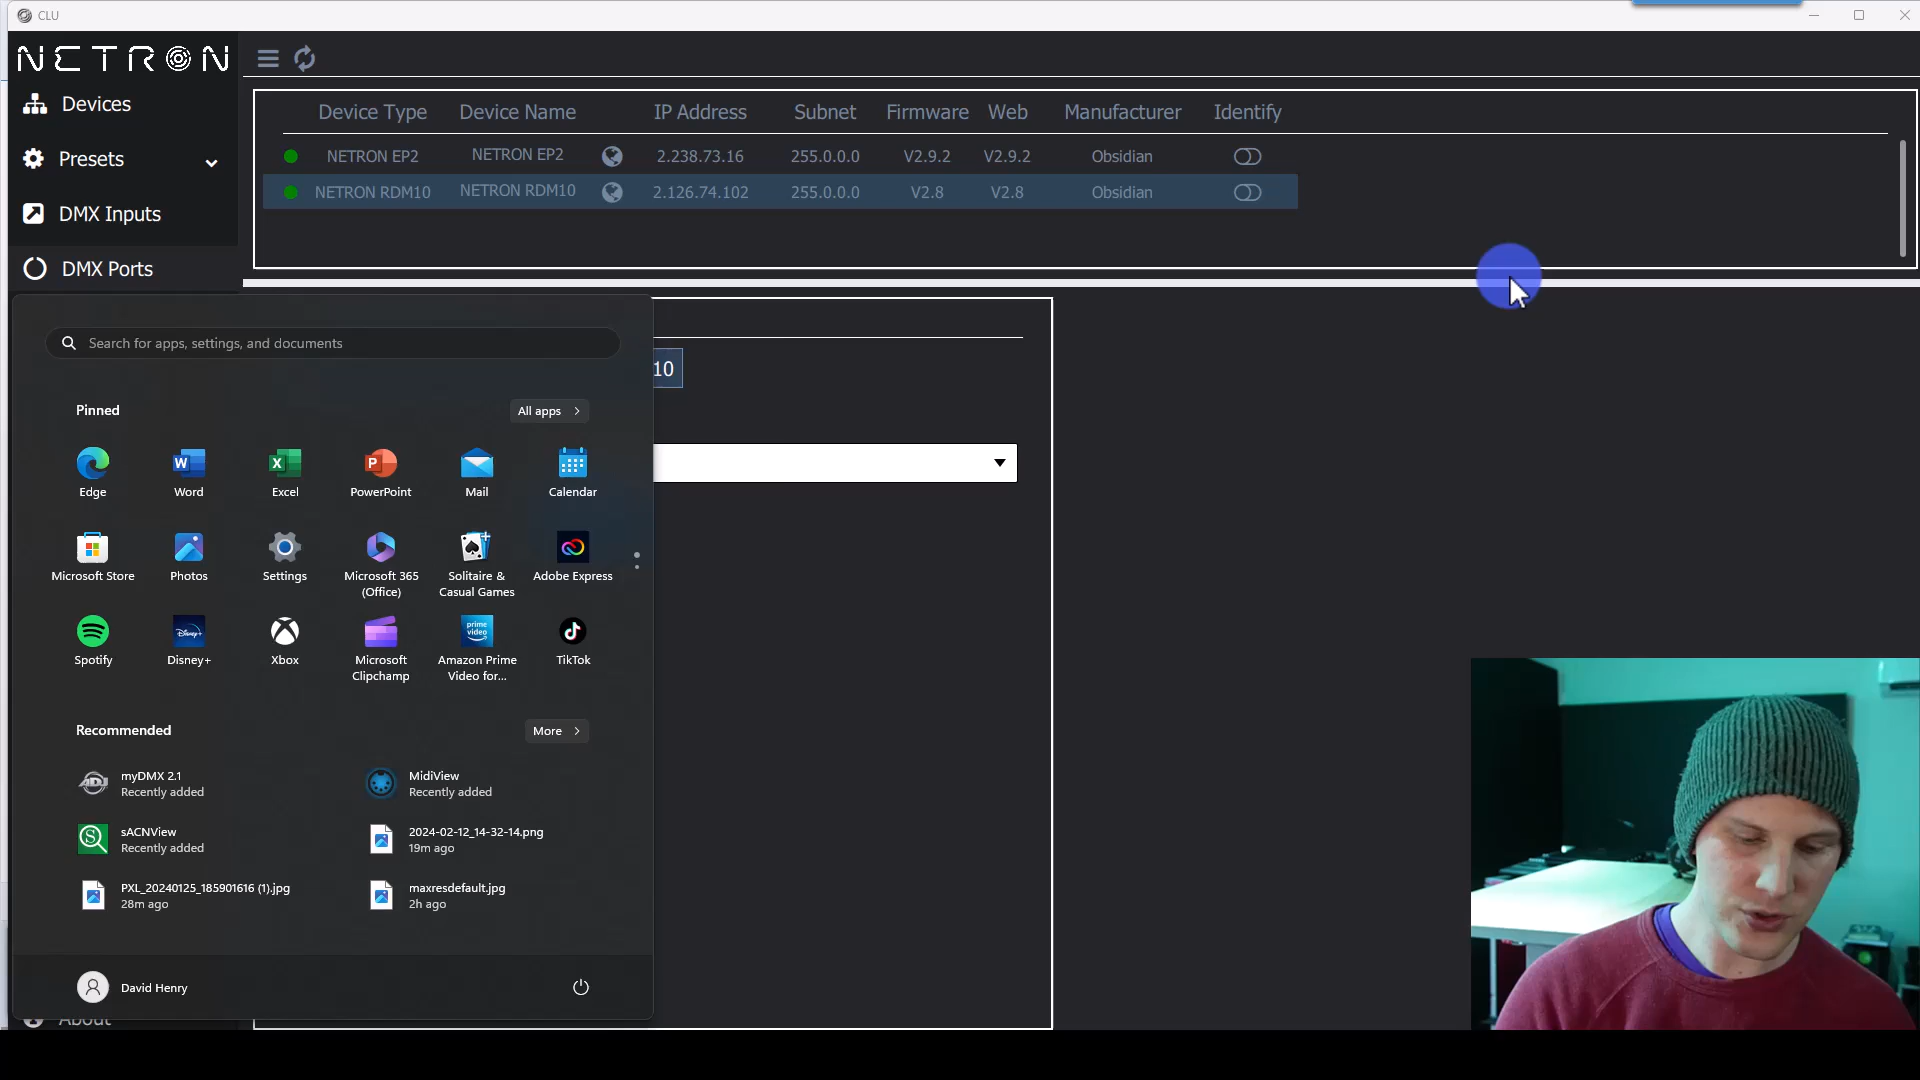 CLU
NETRON
Devices
Presets
DMX Inputs
DMX Ports
Device Type Device Name IP Address Subnet Firmware Web Manufacturer Identify
NETRON EP2 NETRON EP2 2.238.73.16 255.0.0.0 V2.9.2 V2.9.2 Obsidian
NETRON RDM10 NETRON RDM10 2.126.74.102 255.0.0.0 V2.8 V2.8 Obsidian
10
Search for apps, settings, and documents
Pinned
All apps
Edge Word Excel PowerPoint Mail Calendar
Microsoft Store Photos Settings Microsoft 365 Solitaire & Adobe Express
(Office) Casual Games
prime
video
Disney+
Spotify Disney+ Xbox Microsoft Amazon Prime TikTok
Clipchamp Video for...
Recommended
More
myDMX 2.1
Recently added
MidiView
Recently added
sACNView
Recently added
2024-02-12_14-32-14.png
19m ago
PXL_20240125_185901616 (1).jpg
28m ago
maxresdefault.jpg
2h ago
David Henry
About